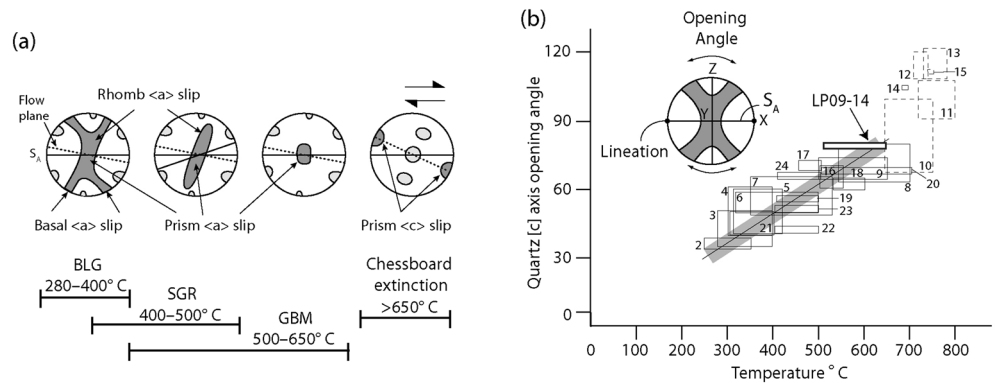 (a)
Rhomb <a> slip
Flow
plane
S_A
Basal <a> slip
Prism <a> slip
Prism <c> slip
BLG
280–400° C
SGR
400–500° C
GBM
500–650° C
Chessboard
extinction
>650° C
(b)
Opening
Angle
Z
Y
S_A
X
Lineation
LP09-14
Quartz [c] axis opening angle
120
90
60
30
0
13
12
15
14
11
17
24
16
18
9
10
20
8
7
5
4
6
19
23
3
21
22
2
0
100
200
300
400
500
600
700
800
Temperature ° C